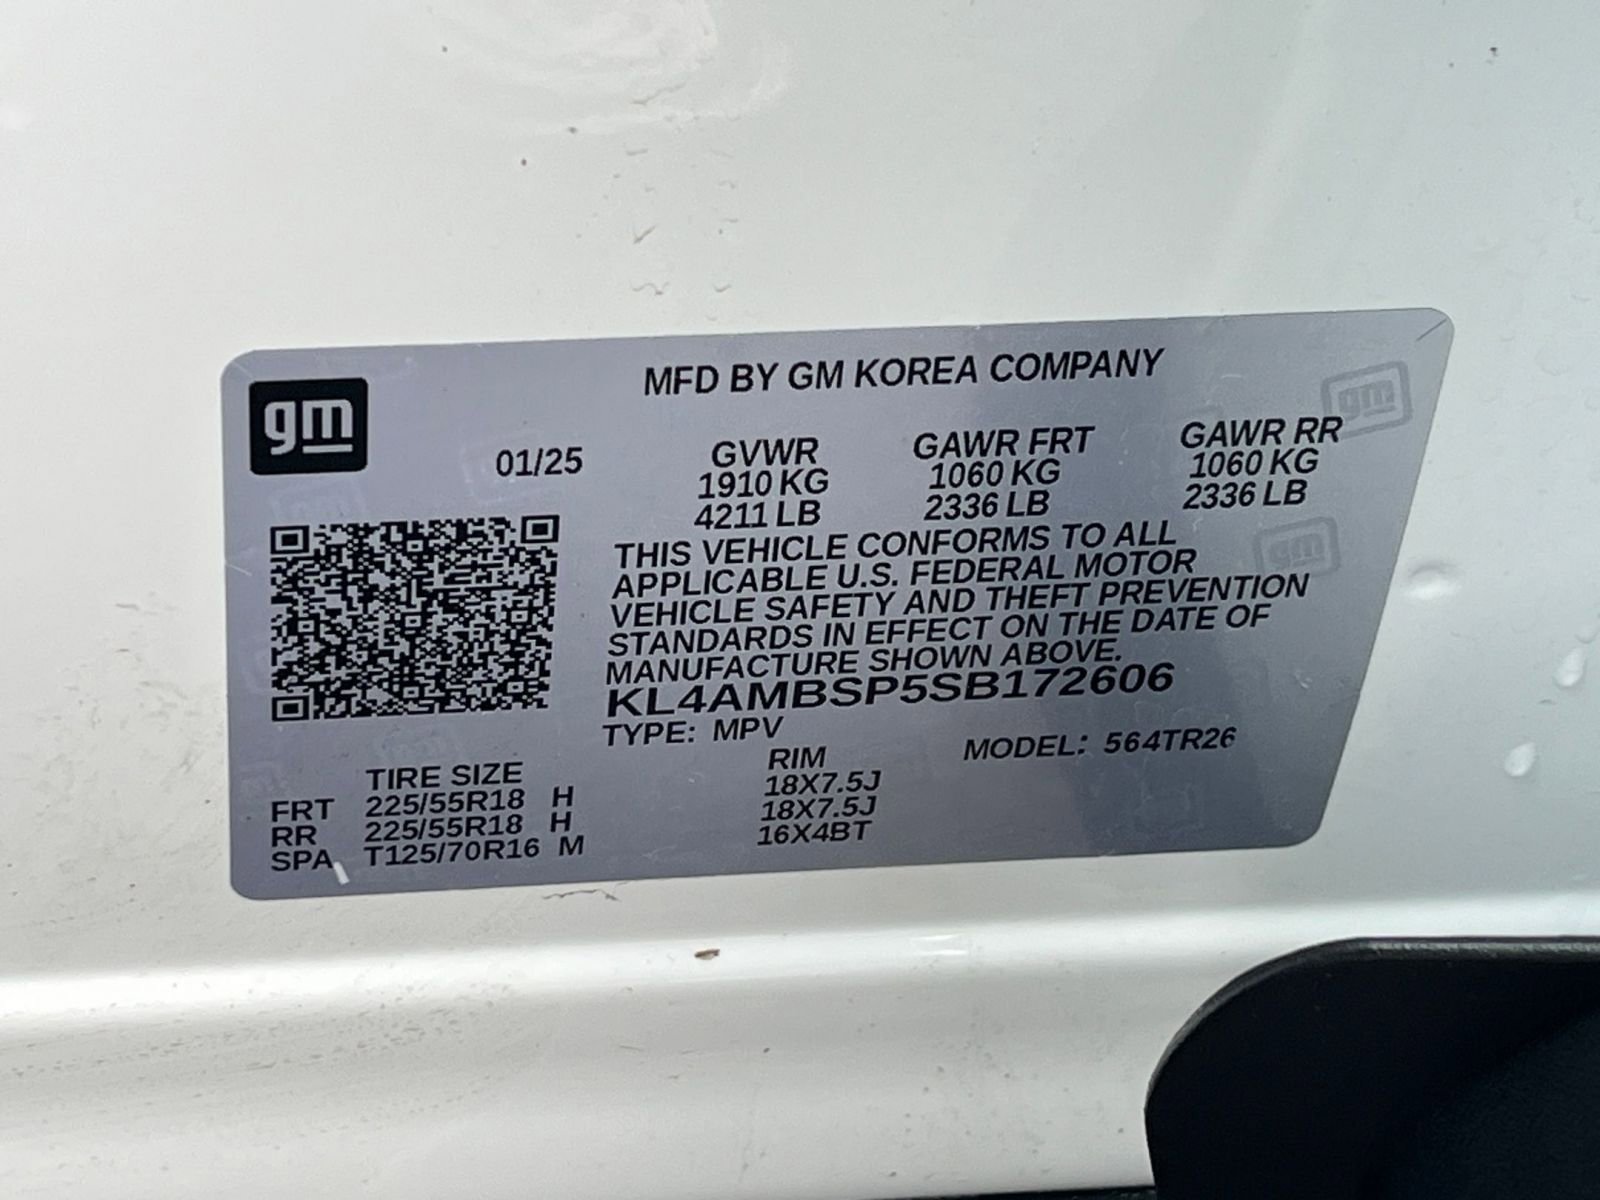 gm
MFD BY GM KOREA COMPANY
01/25 GVWR GAWR FRT GAWR RR
1910 KG 1060 KG 1060 KG
4211 LB 2336 LB 2336 LB
THIS VEHICLE CONFORMS TO ALL
APPLICABLE U.S. FEDERAL MOTOR
VEHICLE SAFETY AND THEFT PREVENTION
STANDARDS IN EFFECT ON THE DATE OF
MANUFACTURE SHOWN ABOVE.
KL4AMBSP5SB172606
TYPE: MPV MODEL: 564TR26
TIRE SIZE RIM
FRT 225/55R18 H 18X7.5J
RR 225/55R18 H 18X7.5J
SPA T125/70R16 M 16X4BT
gm
gm